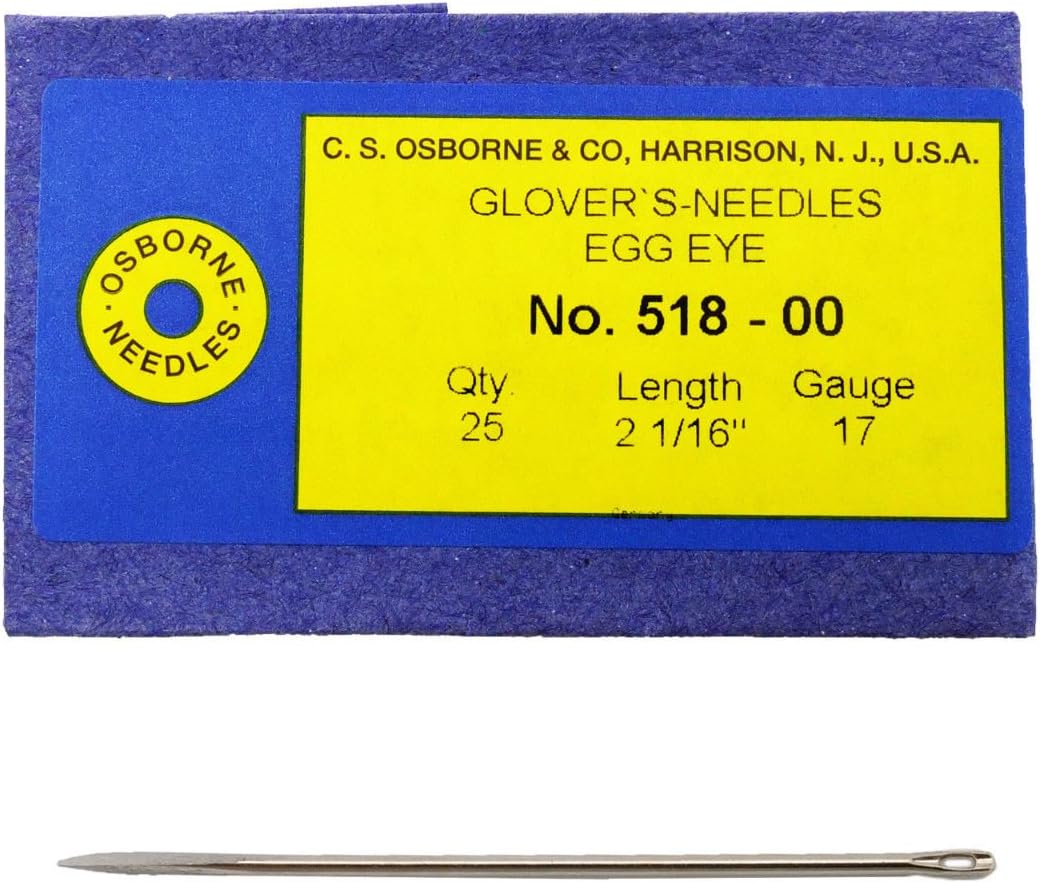 C. S. OSBORNE & CO, HARRISON, N. J., U.S.A.
GLOVER`S-NEEDLES
EGG EYE
No. 518 - 00
Qty. Length Gauge
25 2 1/16" 17
Germany
· OSBORNE ·
NEEDLES